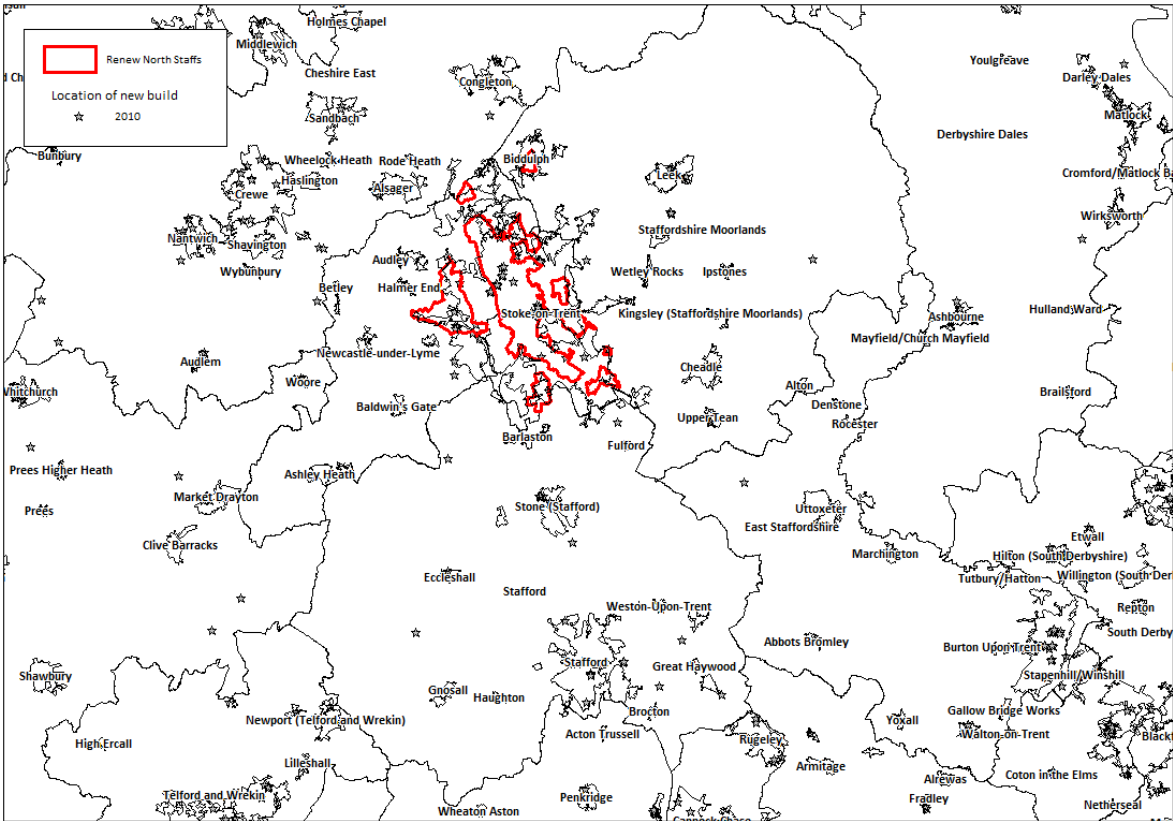 Holmes Chapel
Middlewich
Renew North Staffs
Location of new build
2010
Cheshire East
Congleton
Youlgreave
Darley Dales
Matlock
Sandbach
Derbyshire Dales
Bunbury
Wheelock Heath
Rode Heath
Biddulph
Haslington
Alsager
Leek
Crewe
Wirksworth
Nantwich
Shavington
Staffordshire Moorlands
Audley
Wybunbury
Wetley Rocks
Ipstones
Betley
Halmer End
Stoke-on-Trent
Kingsley (Staffordshire Moorlands)
Hulland Ward
Ashbourne
Mayfield/Church Mayfield
Newcastle-under-Lyme
Audlem
Cheadle
Woore
Whitchurch
Alton
Brailsford
Baldwin's Gate
Denstone
Upper Tean
Rocester
Barlaston
Fulford
Prees Higher Heath
Ashley Heath
Market Drayton
Prees
Stone (Stafford)
Uttoxeter
East Staffordshire
Clive Barracks
Etwall
Marchington
Hilton (South Derbyshire)
Eccleshall
Tutbury/Hatton
Willington (South Der
Stafford
Weston-Upon-Trent
Repton
South Derby
Abbots Bromley
Burton Upon Trent
Stafford
Great Haywood
Shawbury
Stapenhill/Winshill
Gnosall
Haughton
Brocton
Gallow Bridge Works
Newport (Telford and Wrekin)
Yoxall
Acton Trussell
Walton-on-Trent
High Ercall
Rugeley
Lilleshall
Armitage
Alrewas
Coton in the Elms
Telford and Wrekin
Penkridge
Fradley
Netherseal
Wheaton Aston
Cannock Chase